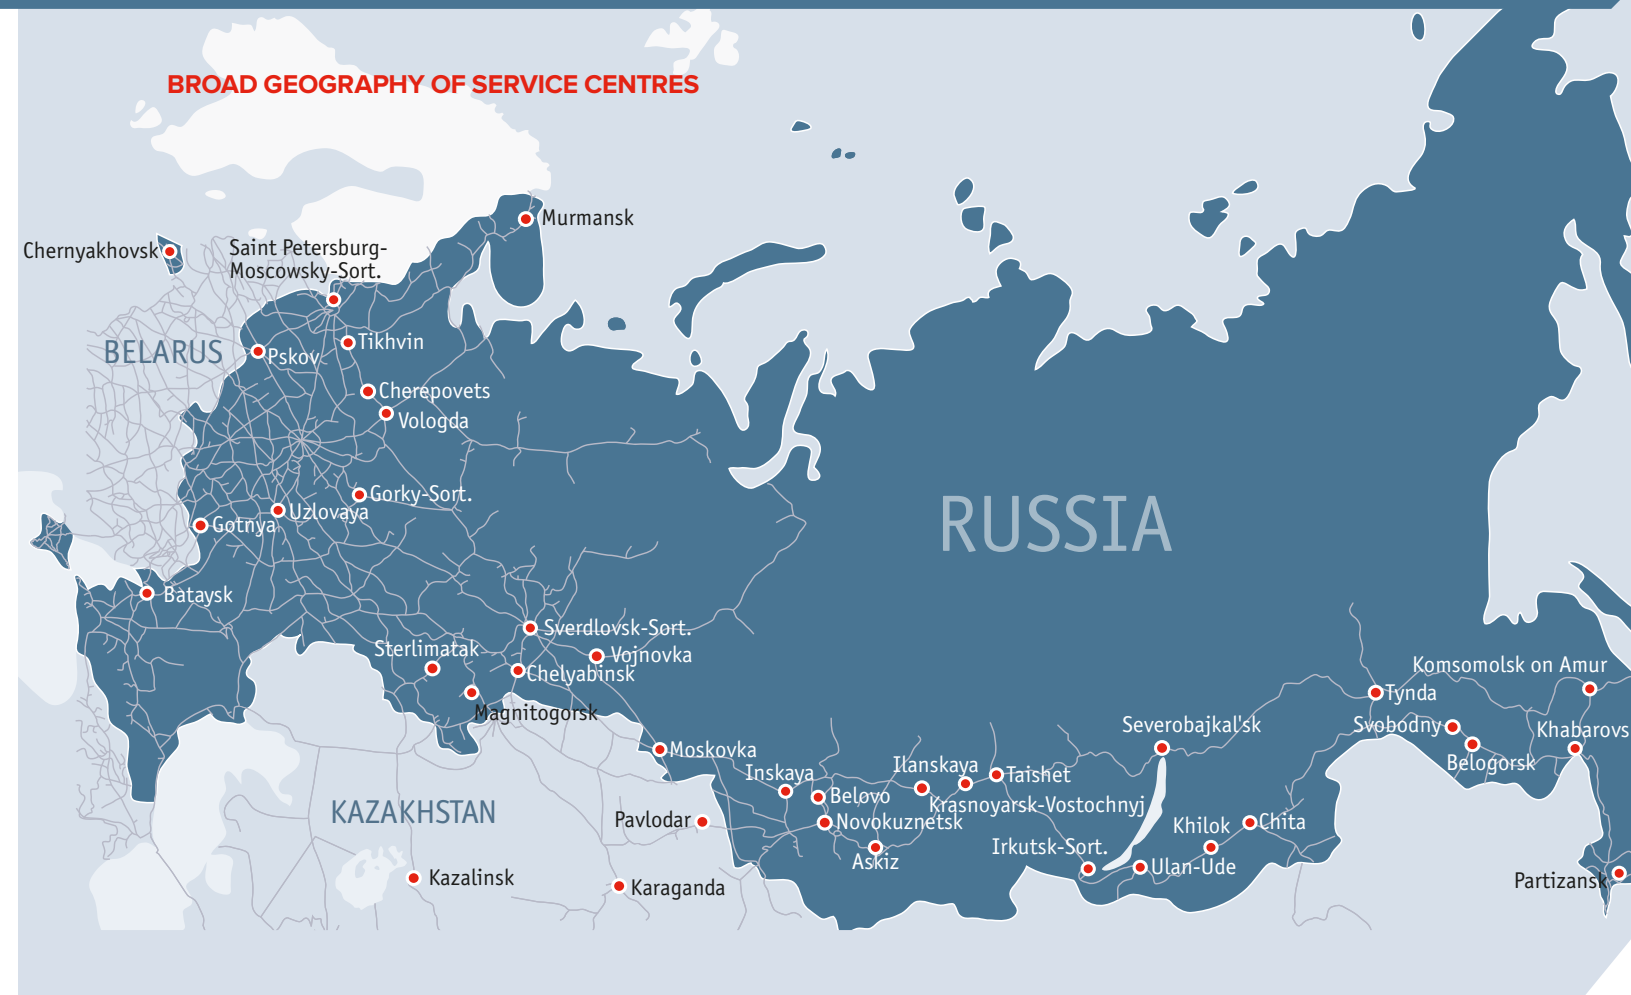 BROAD GEOGRAPHY OF SERVICE CENTRES
Murmansk
Chernyakhovsk
Saint Petersburg-
Moscowsky-Sort.
BELARUS
Pskov
Tikhvin
Cherepovets
Vologda
Gorky-Sort.
Uzlovaya
Gotnya
RUSSIA
Bataysk
Sverdlovsk-Sort.
Sterlimatak
Vojnovka
Chelyabinsk
Magnitogorsk
Komsomolsk on Amur
Tynda
Severobajkal'sk
Svobodny
Khabarovs
Moskovka
Belogorsk
Inskaya
Ilanskaya
Taishet
Belovo
Krasnoyarsk-Vostochnyj
KAZAKHSTAN
Pavlodar
Novokuznetsk
Khilok
Chita
Irkutsk-Sort.
Askiz
Ulan-Ude
Kazalinsk
Karaganda
Partizansk